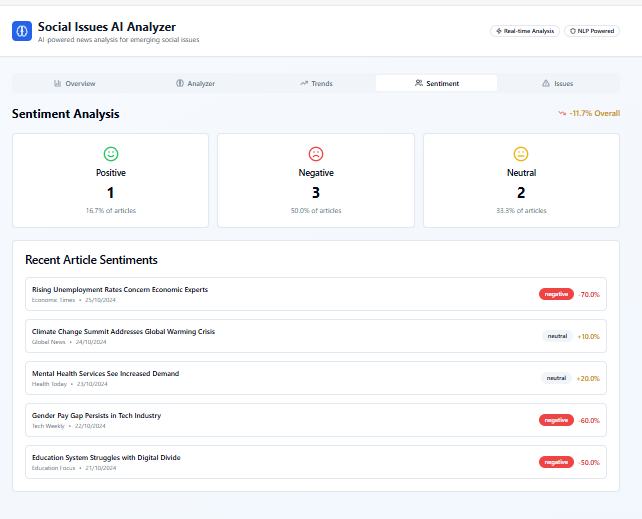 Social Issues AI Analyzer
AI-powered news analysis for emerging social issues
Real-time Analysis
NLP Powered
Overview
Analyzer
Trends
Sentiment
Issues
Sentiment Analysis
-11.7% Overall
Positive
1
16.7% of articles
Negative
3
50.0% of articles
Neutral
2
33.3% of articles
Recent Article Sentiments
Rising Unemployment Rates Concern Economic Experts
Economic Times • 25/10/2024
negative -70.0%
Climate Change Summit Addresses Global Warming Crisis
Global News • 24/10/2024
neutral +10.0%
Mental Health Services See Increased Demand
Health Today • 23/10/2024
neutral +20.0%
Gender Pay Gap Persists in Tech Industry
Tech Weekly • 22/10/2024
negative -60.0%
Education System Struggles with Digital Divide
Education Focus • 21/10/2024
negative -50.0%